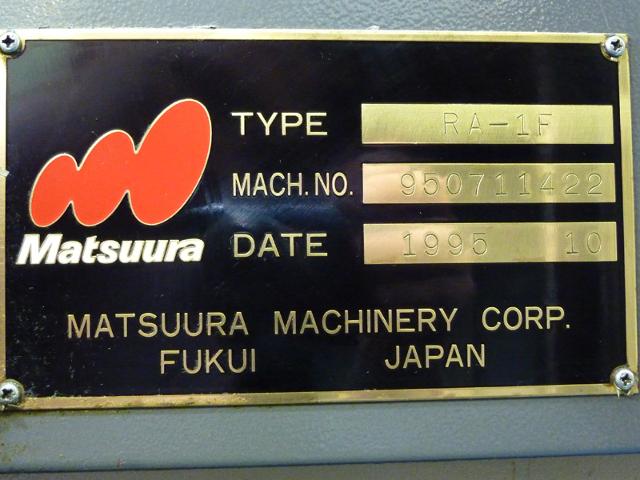 TYPE RA-1F
MACH. NO. 950711422
Matsuura
DATE 1995 10
MATSUURA MACHINERY CORP.
FUKUI JAPAN